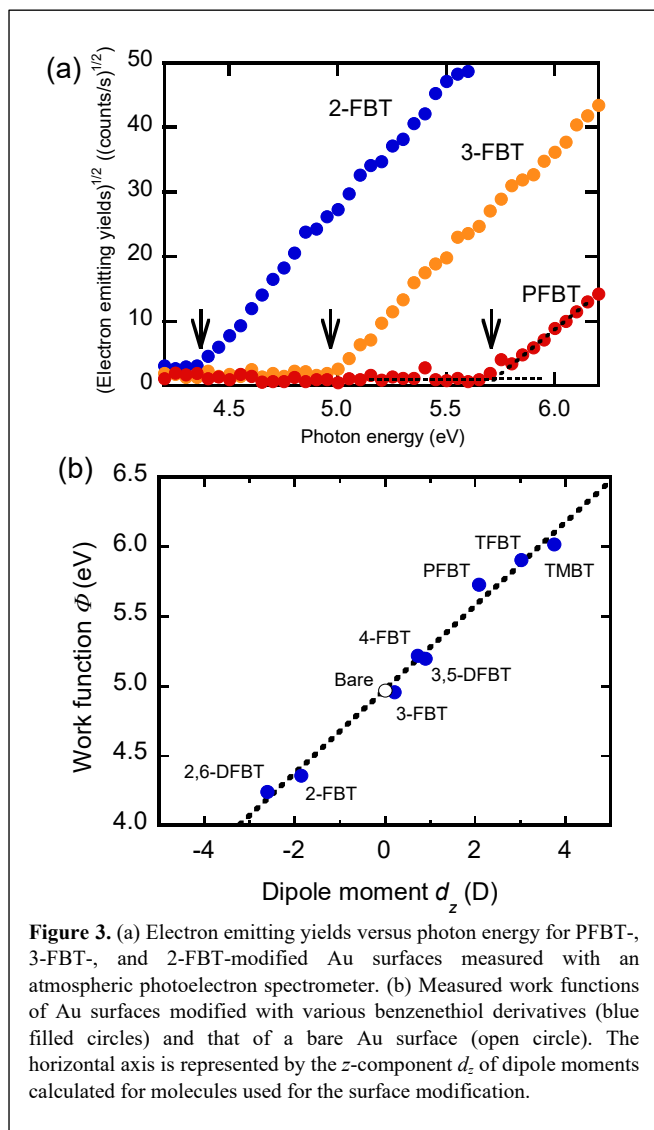 (a)
50
40
30
20
10
0
(Electron emitting yields)^{1/2} ((counts/s)^{1/2})
2-FBT
3-FBT
PFBT
4.5 5.0 5.5 6.0
Photon energy (eV)
(b)
6.5
6.0
5.5
5.0
4.5
4.0
Work function Φ (eV)
TFBT
PFBT
TMBT
4-FBT
Bare
3,5-DFBT
3-FBT
2,6-DFBT
2-FBT
-4 -2 0 2 4
Dipole moment d_z (D)
Figure 3. (a) Electron emitting yields versus photon energy for PFBT-,
3-FBT-, and 2-FBT-modified Au surfaces measured with an
atmospheric photoelectron spectrometer. (b) Measured work functions
of Au surfaces modified with various benzenethiol derivatives (blue
filled circles) and that of a bare Au surface (open circle). The
horizontal axis is represented by the z-component d_z of dipole moments
calculated for molecules used for the surface modification.